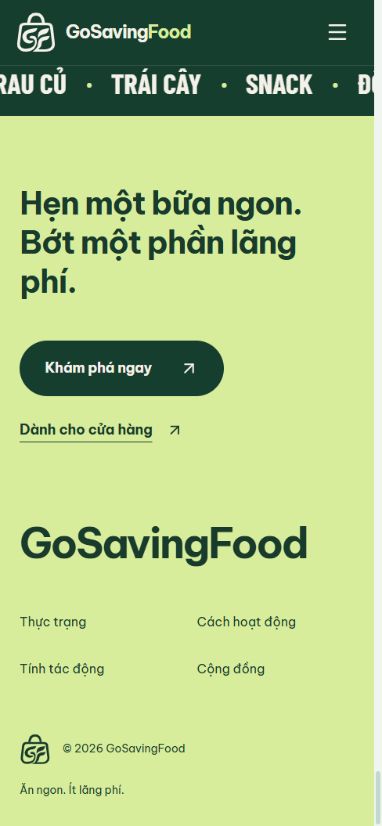 GoSavingFood
RAU CỦ • TRÁI CÂY • SNACK •
Hẹn một bữa ngon.
Bớt một phần lãng
phí.
Khám phá ngay
Dành cho cửa hàng
GoSavingFood
Thực trạng
Cách hoạt động
Tính tác động
Cộng đồng
© 2026 GoSavingFood
Ăn ngon. Ít lãng phí.